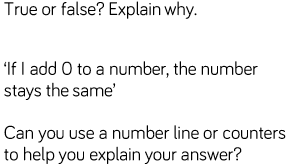 True or false? Explain why.
‘If I add 0 to a number, the number
stays the same’
Can you use a number line or counters
to help you explain your answer?